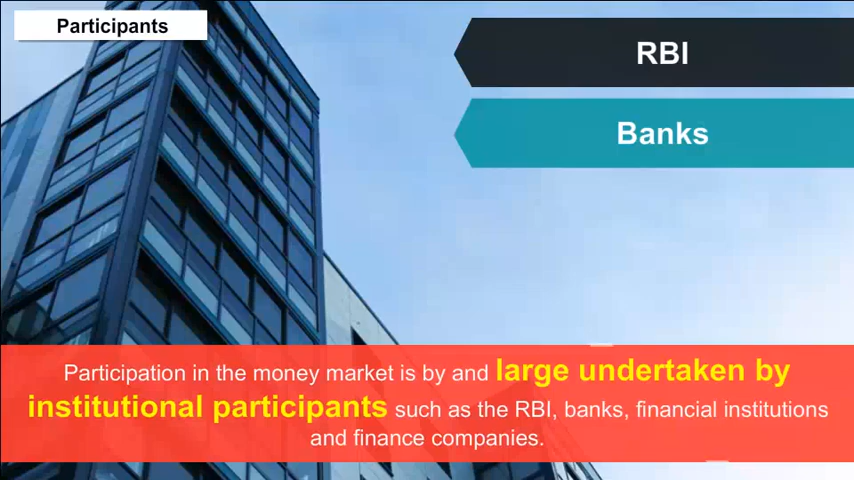 Participants
RBI
Banks
Participation in the money market is by and large undertaken by
institutional participants such as the RBI, banks, financial institutions
and finance companies.